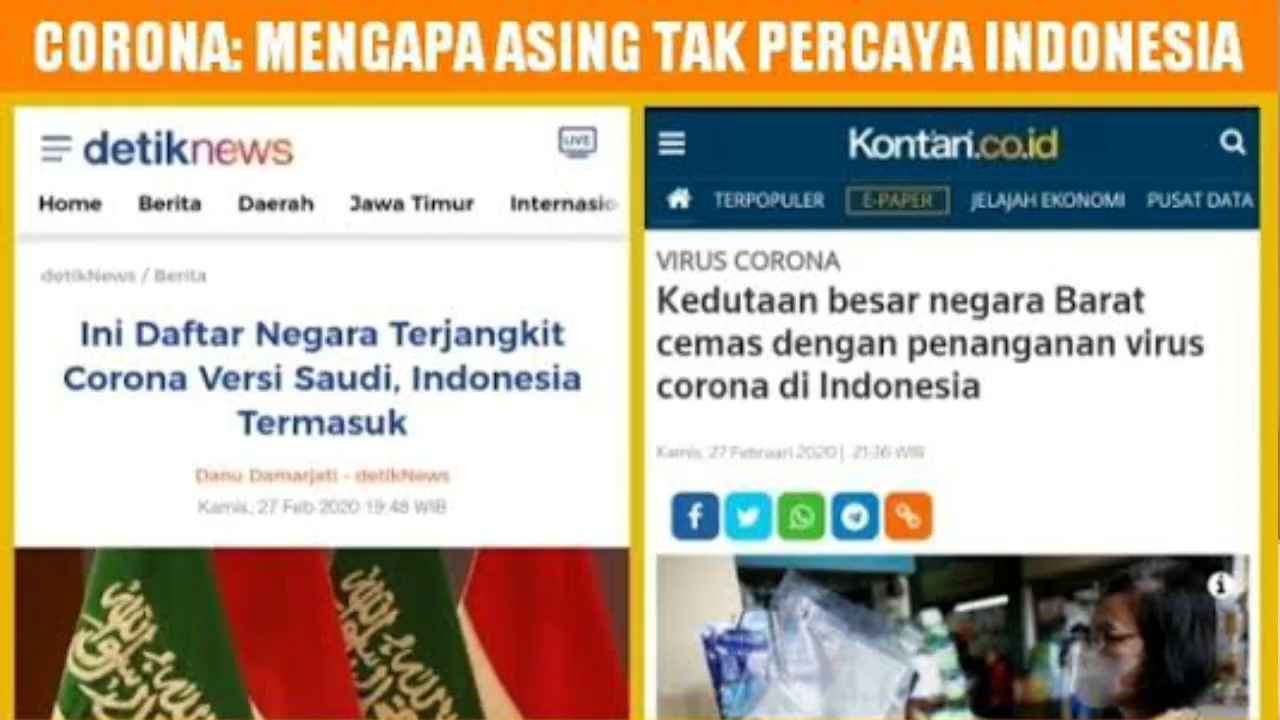 CORONA: MENGAPA ASING TAK PERCAYA INDONESIA
detiknews
LIVE
Home Berita Daerah Jawa Timur Internasio
detikNews / Berita
Ini Daftar Negara Terjangkit
Corona Versi Saudi, Indonesia
Termasuk
Danu Damarjati - detikNews
Kamis, 27 Feb 2020 19:48 WIB
Kontan.co.id
TERPOPULER E-PAPER JELAJAH EKONOMI PUSAT DATA
VIRUS CORONA
Kedutaan besar negara Barat
cemas dengan penanganan virus
corona di Indonesia
Kamis, 27 Februari 2020 | 21:36 WIB